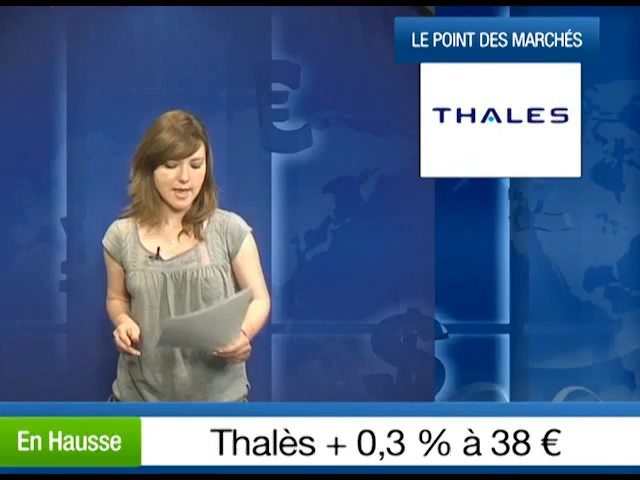 LE POINT DES MARCHÉS
THALES
En Hausse
Thalès + 0,3 % à 38 €